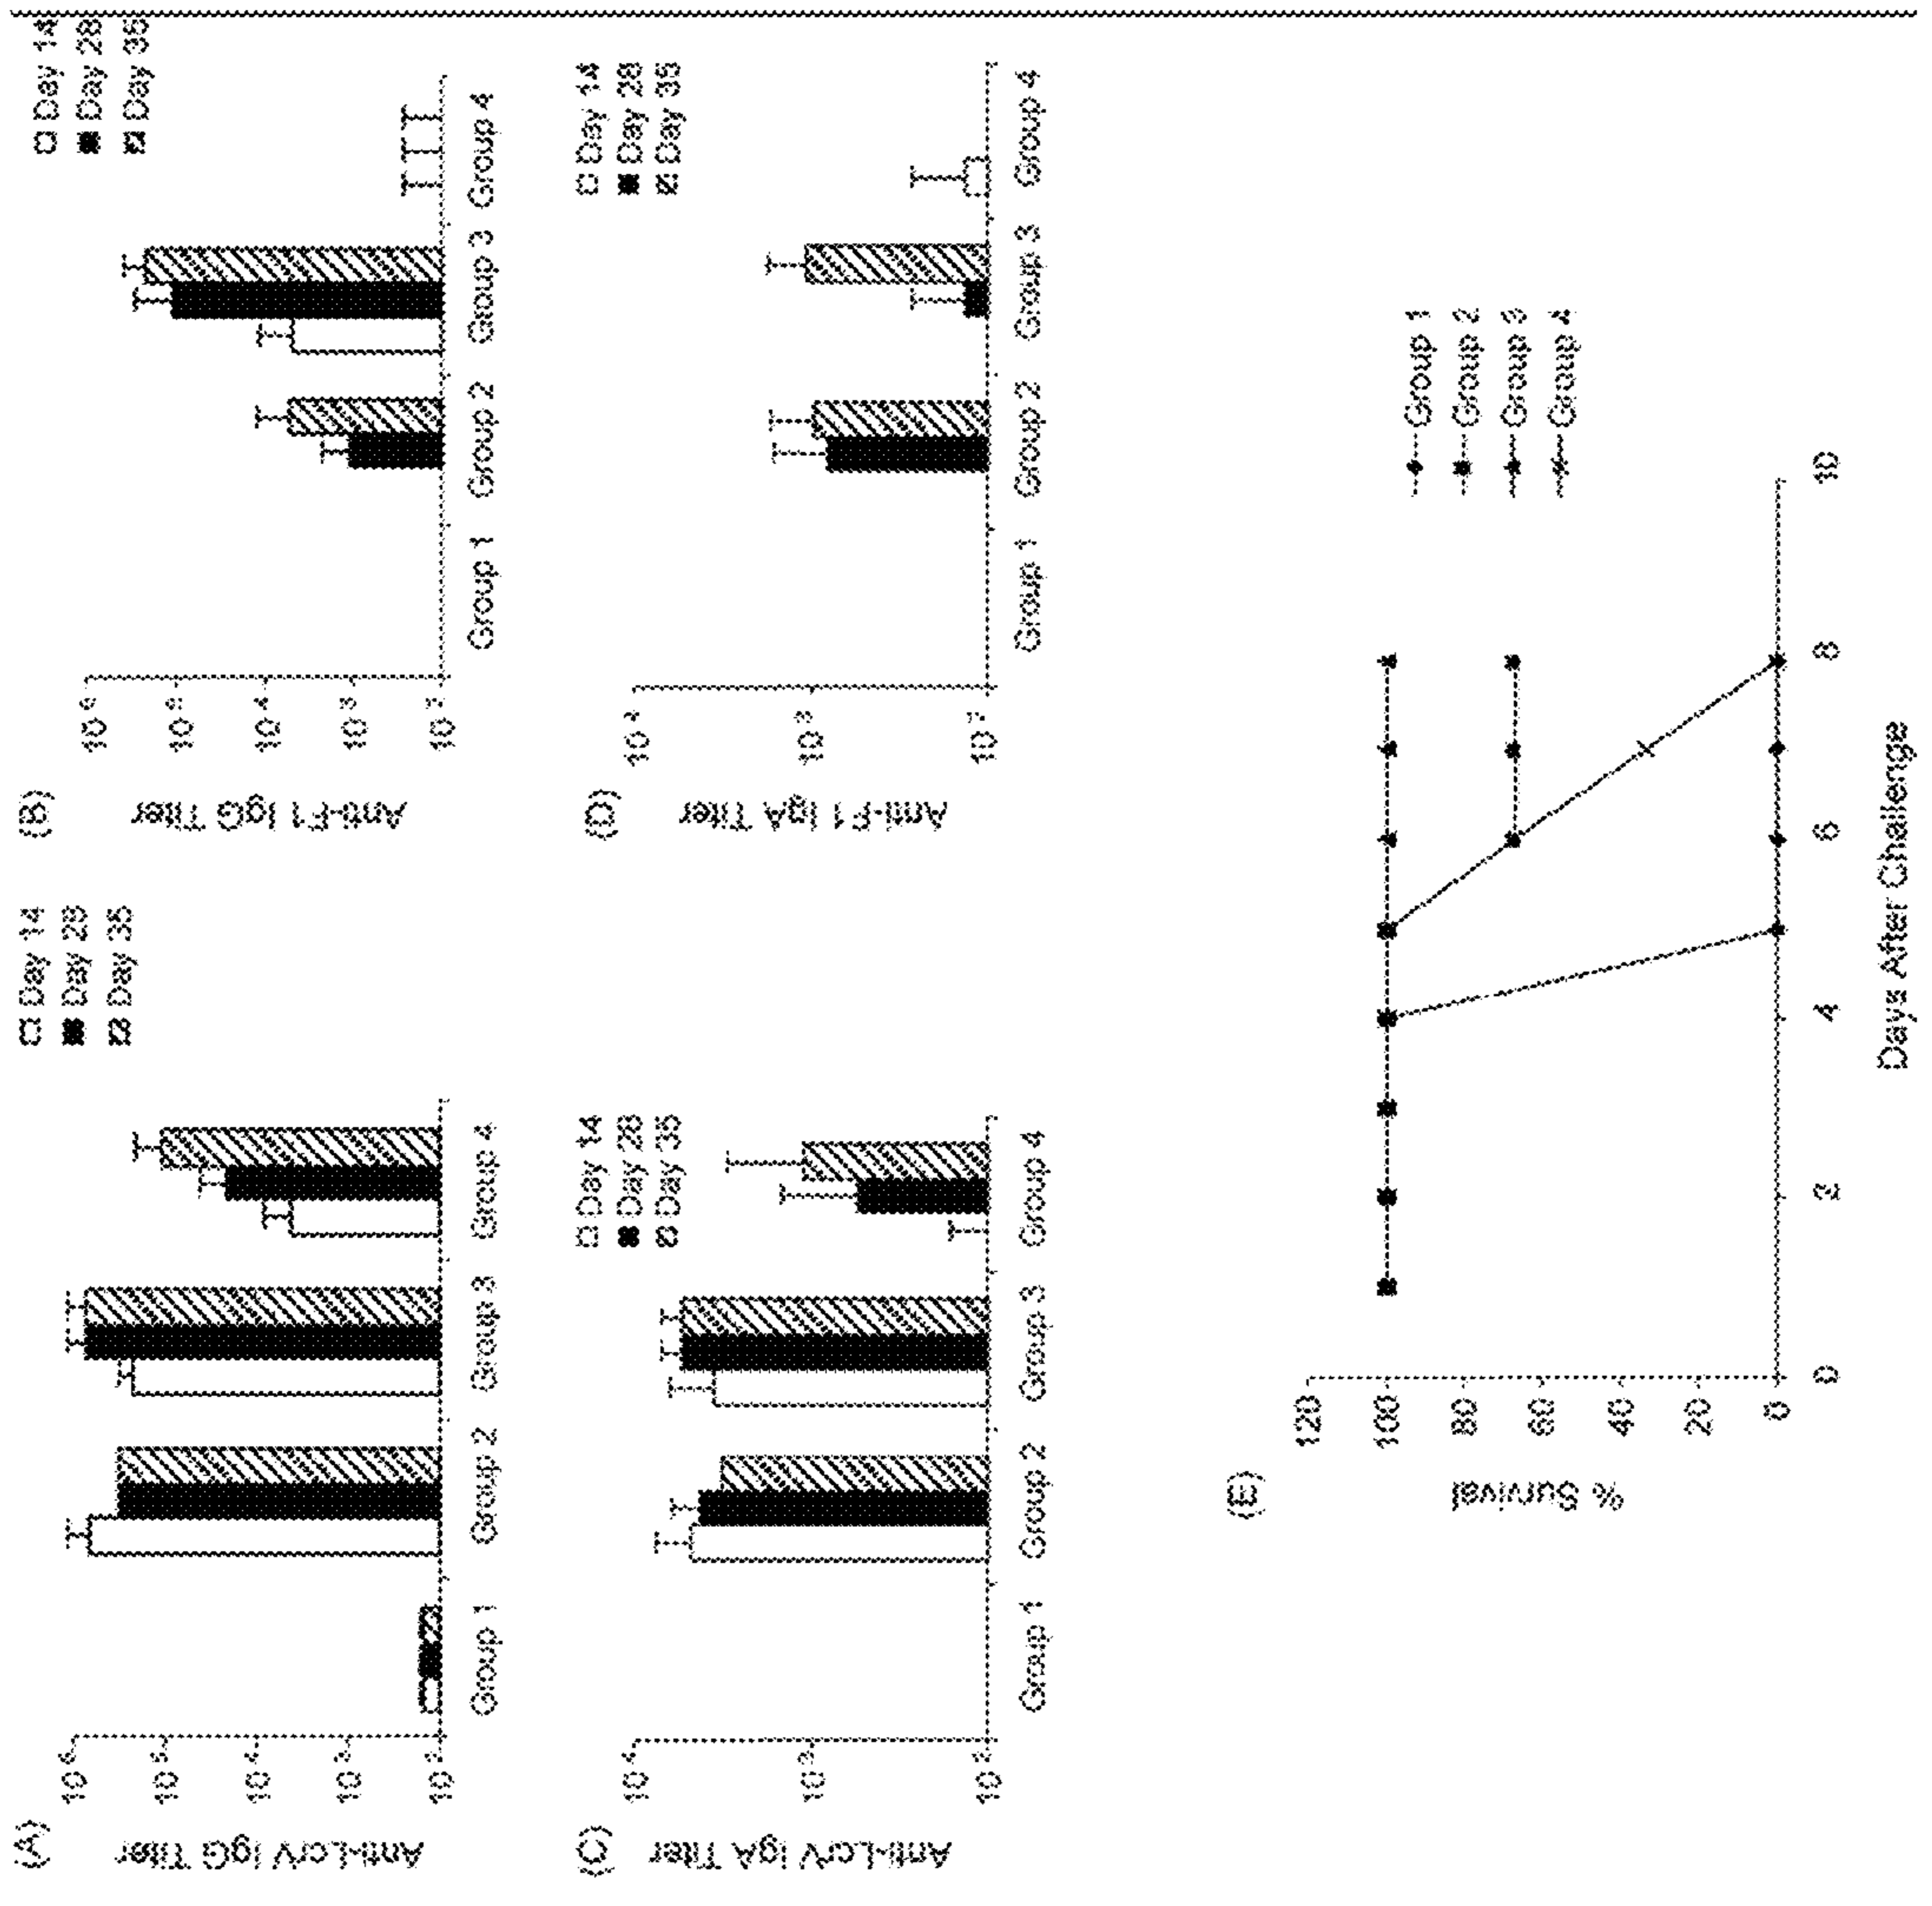 (A)
Anti-LcrV IgG Titer
10 6
10 5
10 4
10 3
10 2
Group 1
Group 2
Group 3
Group 4
Day 14
Day 28
Day 35
(B)
Anti-F1 IgG Titer
10 6
10 5
10 4
10 3
10 2
Group 1
Group 2
Group 3
Group 4
Day 14
Day 28
Day 35
(C)
Anti-LcrV IgA Titer
10 4
10 3
10 2
Group 1
Group 2
Group 3
Group 4
Day 14
Day 28
Day 35
(D)
Anti-F1 IgA Titer
10
10 3
10 2
Group 1
Group 2
Group 3
Group 4
Day 14
Day 28
Day 35
(E)
% Survival
120
100
80
60
40
20
0
0
2
4
6
8
10
Days After Challenge
Group 1
Group 2
Group 3
Group 4